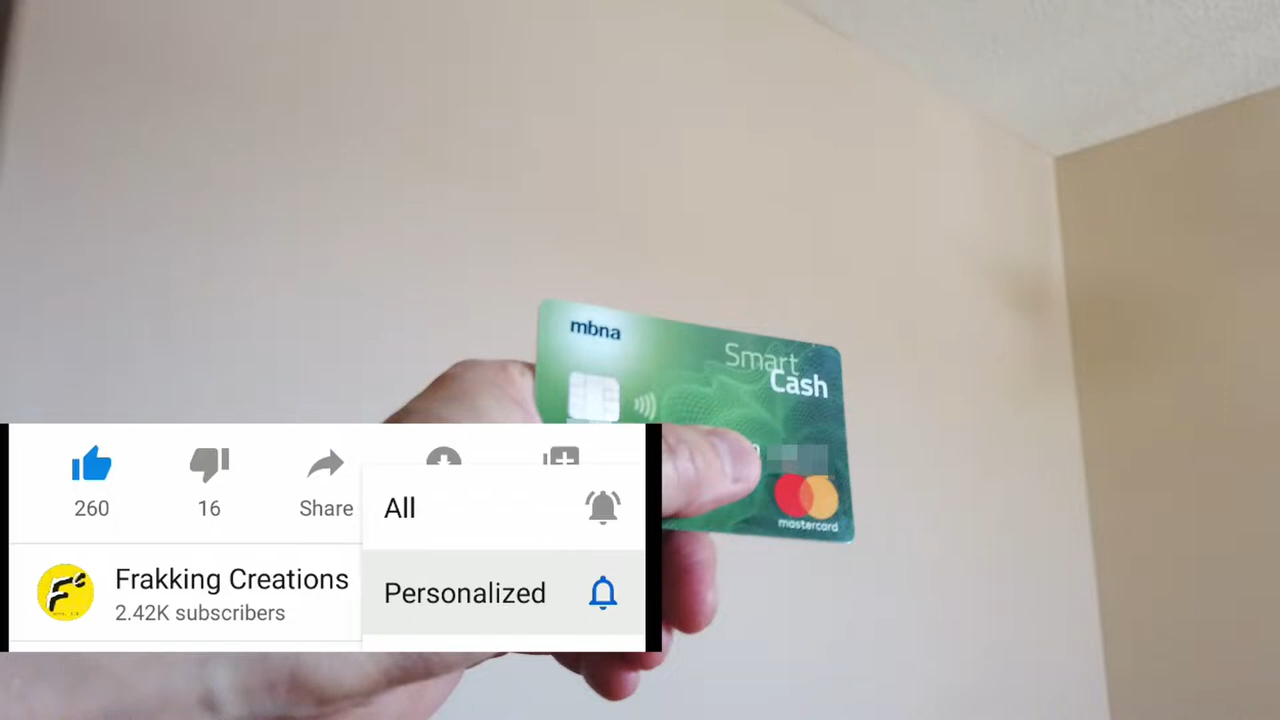 mbna
Smart
Cash
mastercard
260
16
Share
All
Frakking Creations
2.42K subscribers
Personalized